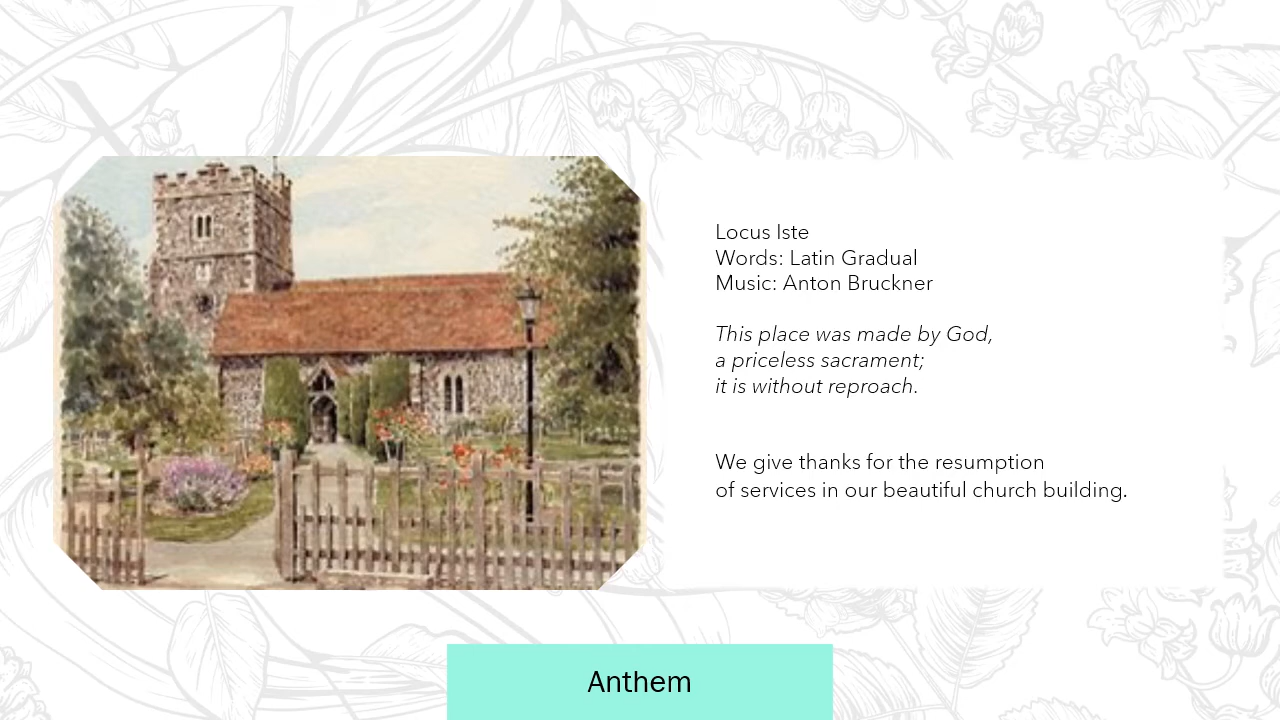 Locus Iste
Words: Latin Gradual
Music: Anton Bruckner
This place was made by God,
a priceless sacrament;
it is without reproach.
We give thanks for the resumption
of services in our beautiful church building.
Anthem